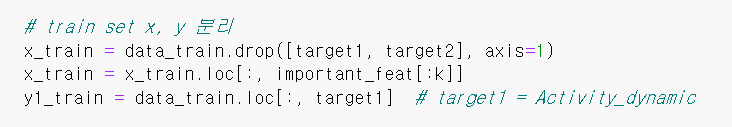 # train set x, y 분리
x_train = data_train.drop([target1, target2], axis=1)
x_train = x_train.loc[:, important_feat[:k]]
y1_train = data_train.loc[:, target1]  # target1 = Activity_dynamic